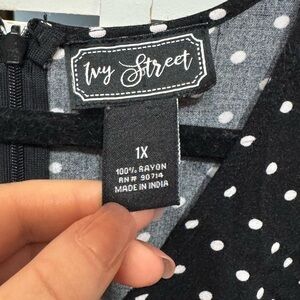 Ivy Street
1X
100% RAYON
RN# 90714
MADE IN INDIA